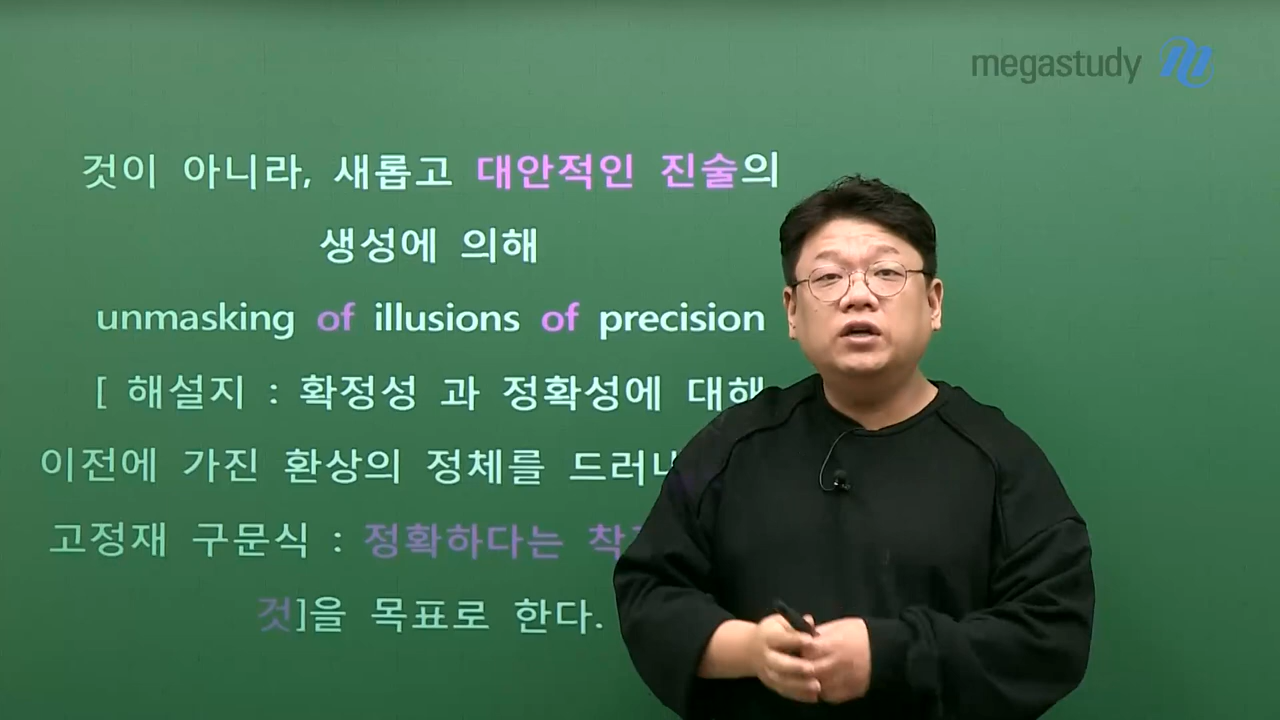 megastudy
것이 아니라, 새롭고 대안적인 진술의
생성에 의해
unmasking of illusions of precision
[ 해설지 : 확정성 과 정확성에 대해
이전에 가진 환상의 정체를
고정재 구문식 : 정확하다는
것]을 목표로 한다.